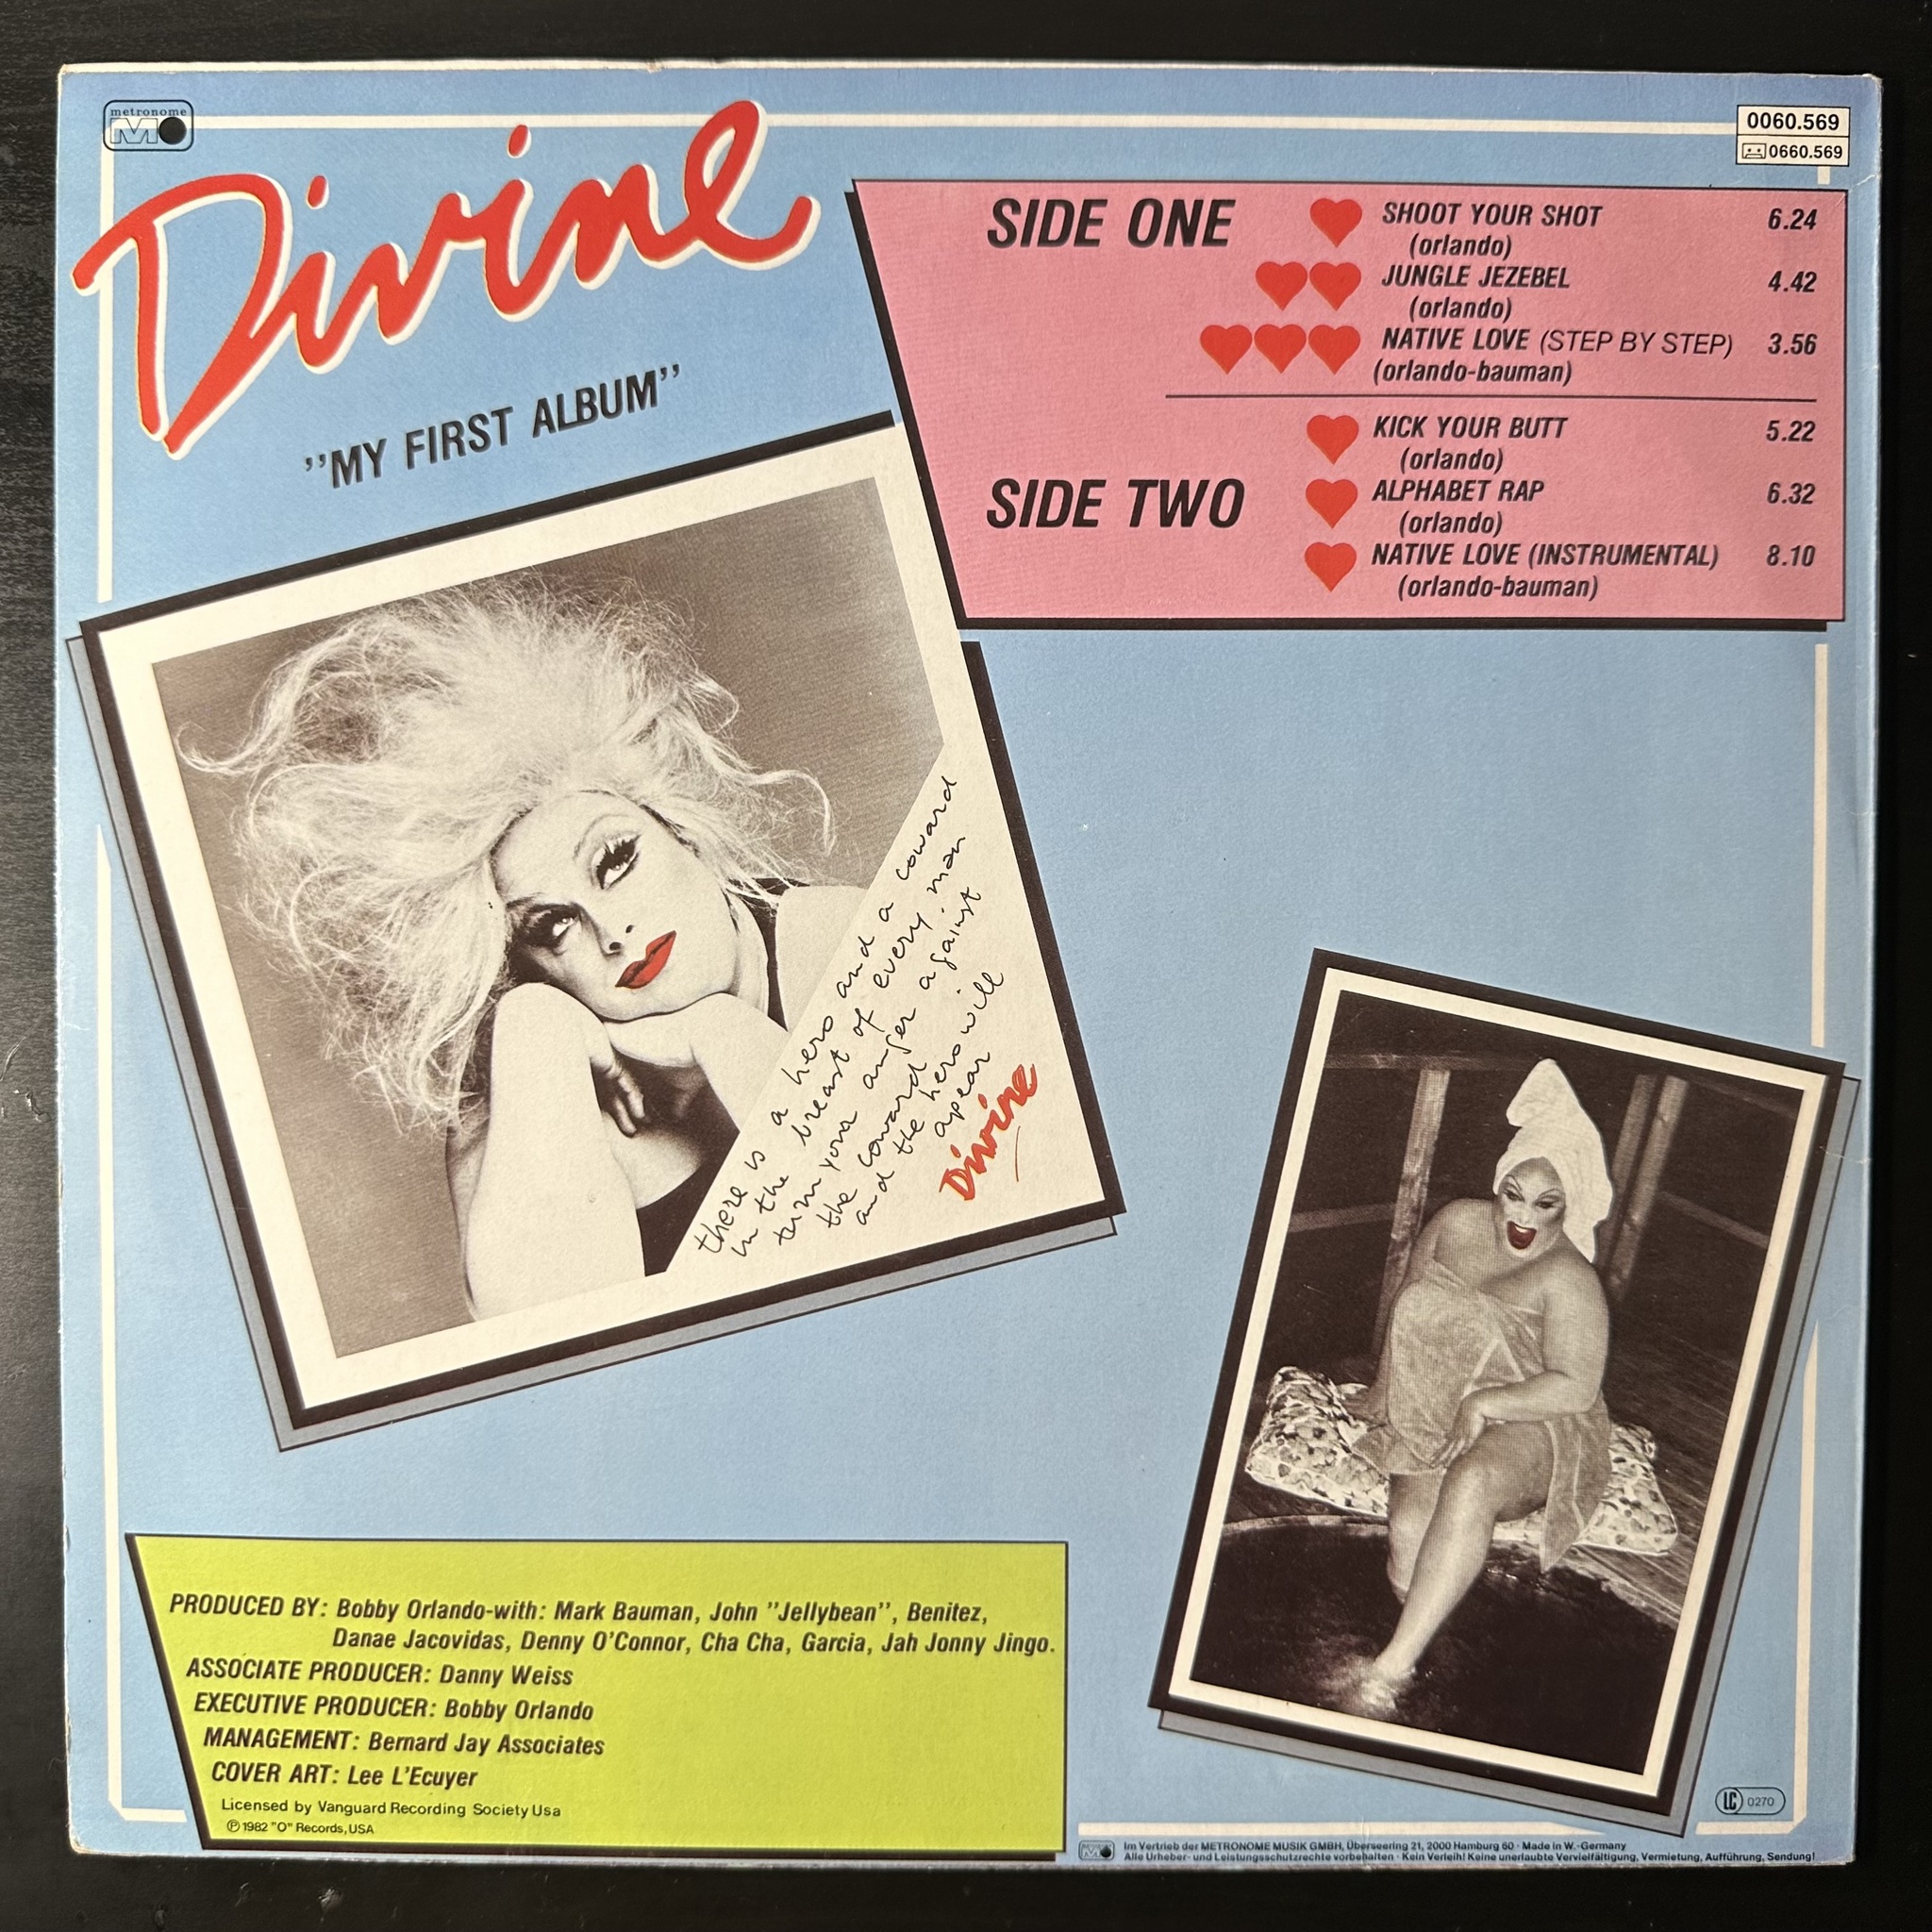 metronome
0060.569
0660.569
Divine
"MY FIRST ALBUM"
SIDE ONE
SHOOT YOUR SHOT 6.24
(orlando)
JUNGLE JEZEBEL 4.42
(orlando)
NATIVE LOVE (STEP BY STEP) 3.56
(orlando-bauman)
SIDE TWO
KICK YOUR BUTT 5.22
(orlando)
ALPHABET RAP 6.32
(orlando)
NATIVE LOVE (INSTRUMENTAL) 8.10
(orlando-bauman)
there is a hero and a coward
in the breast of every man
turn your anger against
the coward
and the hero will
apear
Divine
PRODUCED BY: Bobby Orlando-with: Mark Bauman, John "Jellybean", Benitez,
Danae Jacovidas, Denny O'Connor, Cha Cha, Garcia, Jah Jonny Jingo.
ASSOCIATE PRODUCER: Danny Weiss
EXECUTIVE PRODUCER: Bobby Orlando
MANAGEMENT: Bernard Jay Associates
COVER ART: Lee L'Ecuyer
Licensed by Vanguard Recording Society Usa
Ⓟ 1982 "O" Records, USA
LC 0270
Im Vertrieb der METRONOME MUSIK GMBH, Überseering 21, 2000 Hamburg 60 · Made in W.-Germany
Alle Urheber- und Leistungsschutzrechte vorbehalten · Kein Verleih! Keine unerlaubte Vervielfältigung, Vermietung, Aufführung, Sendung!